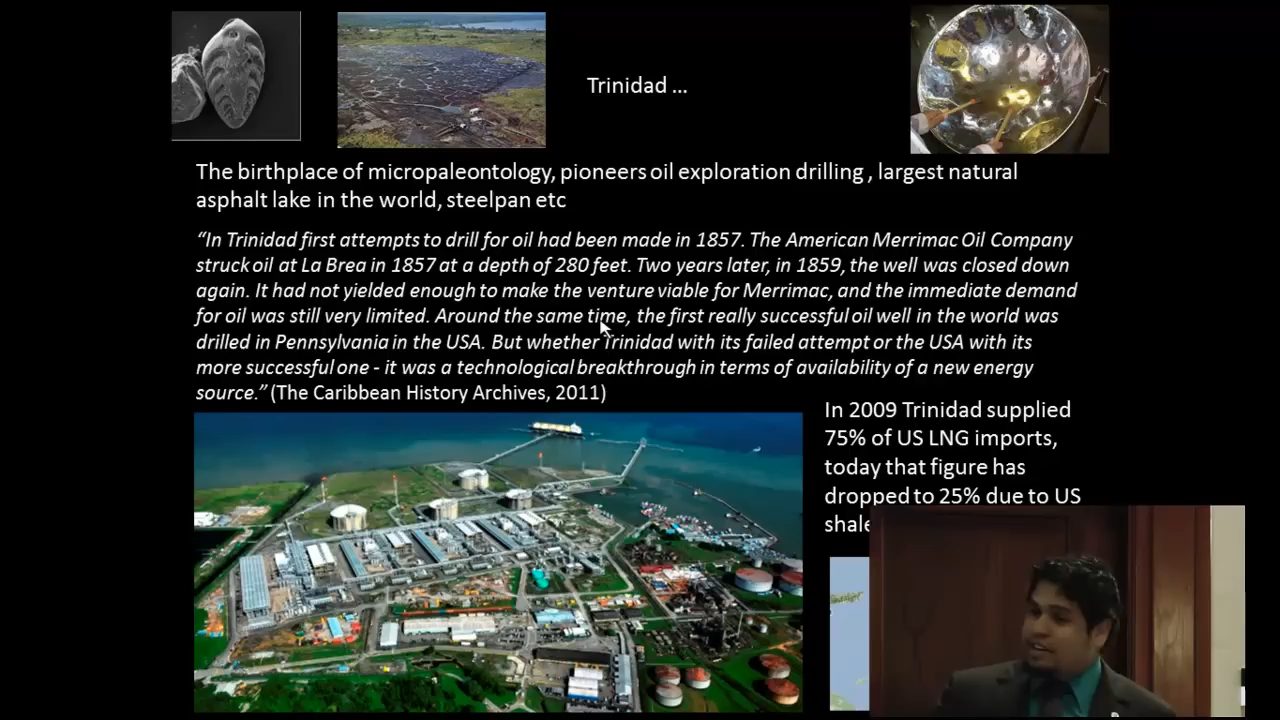 Trinidad ...
The birthplace of micropaleontology, pioneers oil exploration drilling , largest natural
asphalt lake in the world, steelpan etc
“In Trinidad first attempts to drill for oil had been made in 1857. The American Merrimac Oil Company
struck oil at La Brea in 1857 at a depth of 280 feet. Two years later, in 1859, the well was closed down
again. It had not yielded enough to make the venture viable for Merrimac, and the immediate demand
for oil was still very limited. Around the same time, the first really successful oil well in the world was
drilled in Pennsylvania in the USA. But whether Trinidad with its failed attempt or the USA with its
more successful one - it was a technological breakthrough in terms of availability of a new energy
source.” (The Caribbean History Archives, 2011)
In 2009 Trinidad supplied
75% of US LNG imports,
today that figure has
dropped to 25% due to US
shale